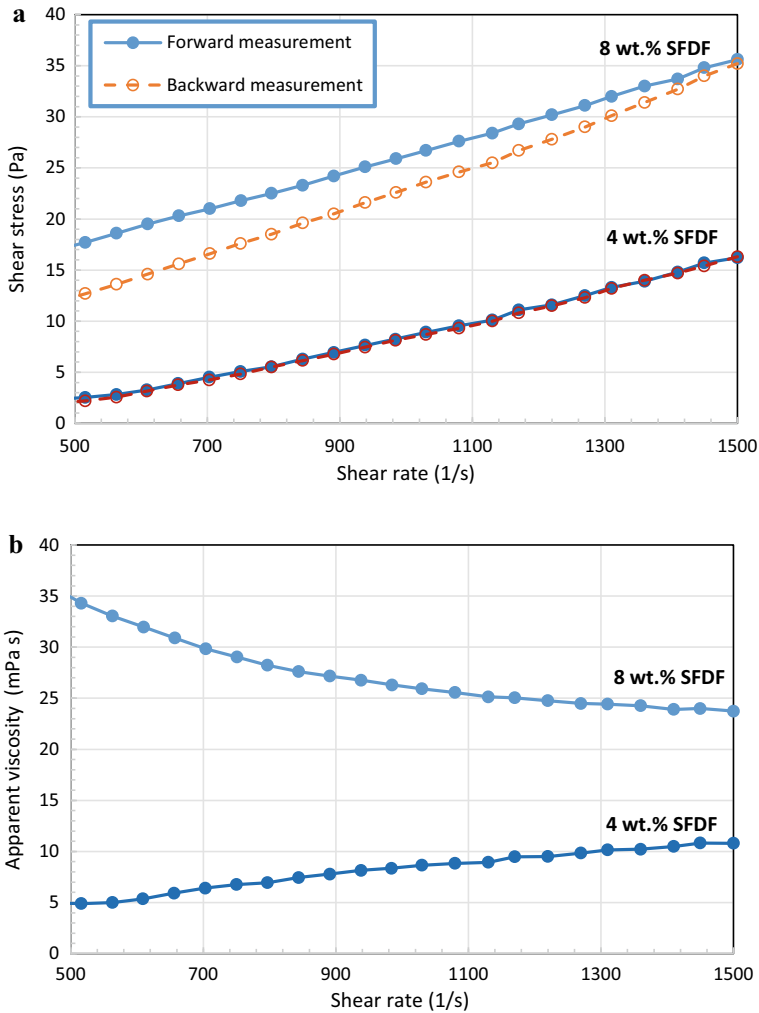 a
Forward measurement
Backward measurement
8 wt.% SFDF
4 wt.% SFDF
40
35
30
25
20
15
10
5
0
Shear stress (Pa)
500 700 900 1100 1300 1500
Shear rate (1/s)
b
8 wt.% SFDF
4 wt.% SFDF
40
35
30
25
20
15
10
5
0
Apparent viscosity (mPa s)
500 700 900 1100 1300 1500
Shear rate (1/s)